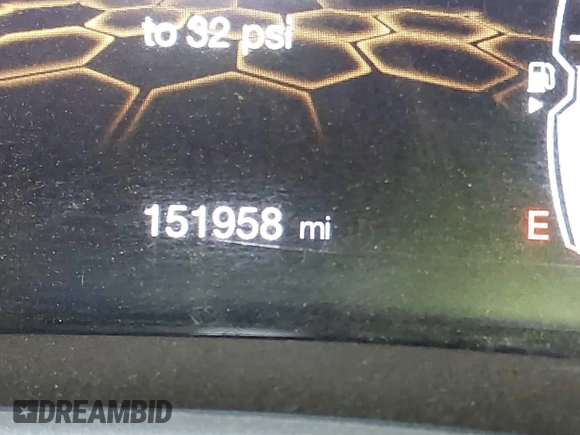 to 32 psi
151958 mi
E
DREAMBID